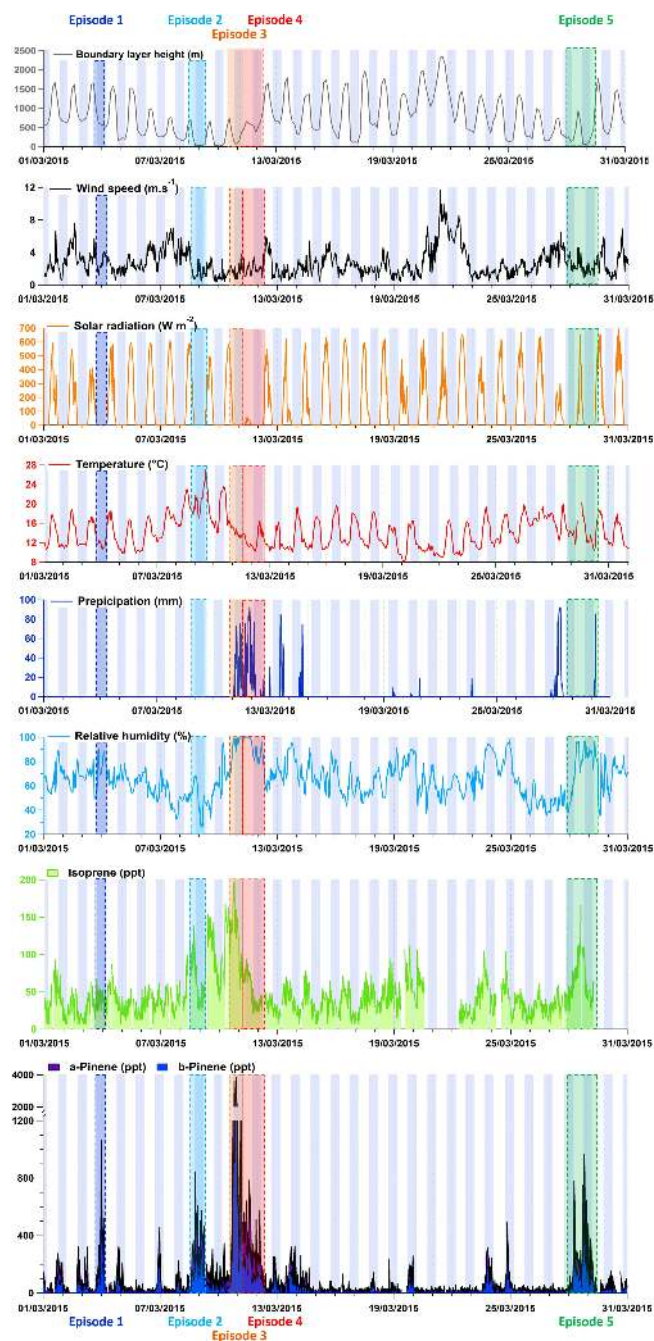 Episode 1 Episode 2 Episode 4 Episode 5
Episode 3
Boundary layer height (m)
2500
2000
1500
1000
500
0
01/03/2015 07/03/2015 13/03/2015 19/03/2015 25/03/2015 31/03/2015
Wind speed (m.s-1)
12
8
4
0
01/03/2015 07/03/2015 13/03/2015 19/03/2015 25/03/2015 31/03/2015
Solar radiation (W m-2)
700
600
500
400
300
200
100
0
01/03/2015 07/03/2015 13/03/2015 19/03/2015 25/03/2015 31/03/2015
Temperature (°C)
28
24
20
16
12
8
01/03/2015 07/03/2015 13/03/2015 19/03/2015 25/03/2015 31/03/2015
Prepicipation (mm)
100
80
60
40
20
0
01/03/2015 07/03/2015 13/03/2015 19/03/2015 25/03/2015 31/03/2015
Relative humidity (%)
100
80
60
40
20
01/03/2015 07/03/2015 13/03/2015 19/03/2015 25/03/2015 31/03/2015
Isoprene (ppt)
200
150
100
50
0
01/03/2015 07/03/2015 13/03/2015 19/03/2015 25/03/2015 31/03/2015
a-Pinene (ppt) b-Pinene (ppt)
4000
2000
1200
800
400
0
01/03/2015 07/03/2015 13/03/2015 19/03/2015 25/03/2015 31/03/2015
Episode 1 Episode 2 Episode 4 Episode 5
Episode 3